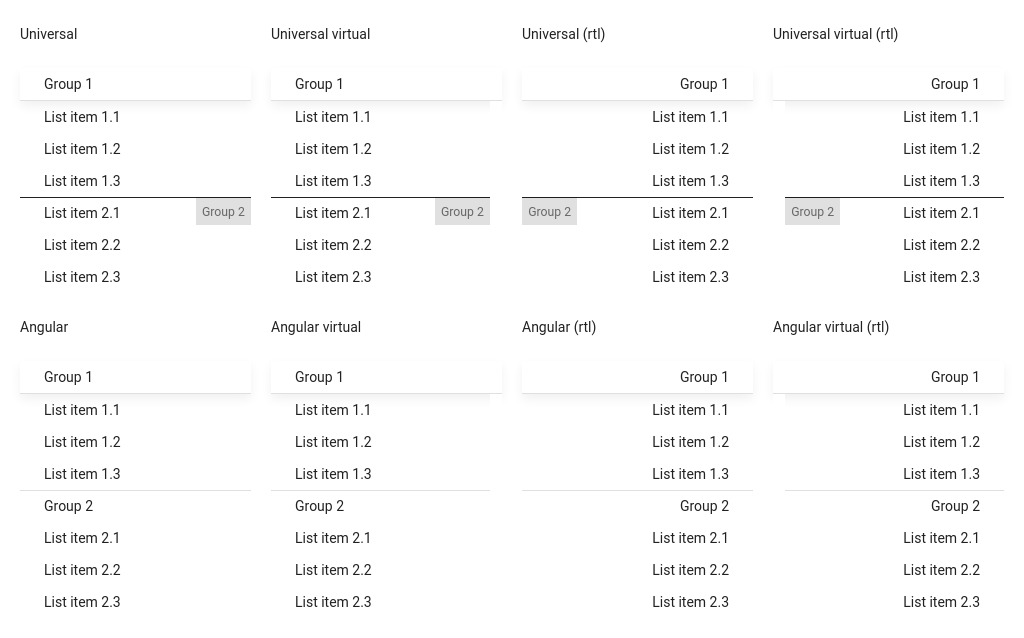 Universal
Group 1
List item 1.1
List item 1.2
List item 1.3
List item 2.1 Group 2
List item 2.2
List item 2.3
Universal virtual
Group 1
List item 1.1
List item 1.2
List item 1.3
List item 2.1 Group 2
List item 2.2
List item 2.3
Universal (rtl)
Group 1
List item 1.1
List item 1.2
List item 1.3
Group 2 List item 2.1
List item 2.2
List item 2.3
Universal virtual (rtl)
Group 1
List item 1.1
List item 1.2
List item 1.3
Group 2 List item 2.1
List item 2.2
List item 2.3
Angular
Group 1
List item 1.1
List item 1.2
List item 1.3
Group 2
List item 2.1
List item 2.2
List item 2.3
Angular virtual
Group 1
List item 1.1
List item 1.2
List item 1.3
Group 2
List item 2.1
List item 2.2
List item 2.3
Angular (rtl)
Group 1
List item 1.1
List item 1.2
List item 1.3
Group 2
List item 2.1
List item 2.2
List item 2.3
Angular virtual (rtl)
Group 1
List item 1.1
List item 1.2
List item 1.3
Group 2
List item 2.1
List item 2.2
List item 2.3